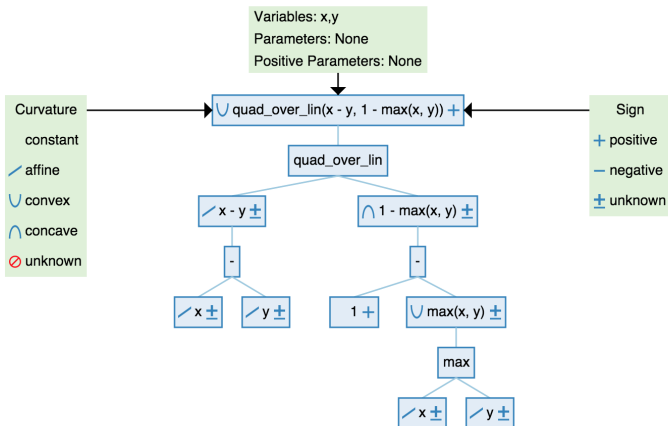 Variables: x,y
Parameters: None
Positive Parameters: None
Curvature
constant
affine
convex
concave
unknown
∪ quad_over_lin(x - y, 1 - max(x, y)) +
Sign
+ positive
− negative
± unknown
quad_over_lin
x - y ±
∩ 1 - max(x, y) ±
-
-
x ±
y ±
1 +
∪ max(x, y) ±
max
x ±
y ±